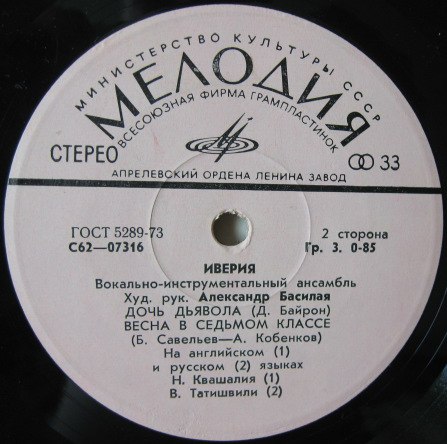 МИНИСТЕРСТВО КУЛЬТУРЫ СССР
МЕЛОДИЯ
ВСЕСОЮЗНАЯ ФИРМА ГРАМПЛАСТИНОК
СТЕРЕО
33
АПРЕЛЕВСКИЙ ОРДЕНА ЛЕНИНА ЗАВОД
ГОСТ 5289-73
2 сторона
С62—07316
Гр. 3. 0-85
ИВЕРИЯ
Вокально-инструментальный ансамбль
Худ. рук. Александр Басилая
ДОЧЬ ДЬЯВОЛА (Д. Байрон)
ВЕСНА В СЕДЬМОМ КЛАССЕ
(Б. Савельев—А. Кобенков)
На английском (1)
и русском (2) языках
Н. Квашалия (1)
В. Татишвили (2)